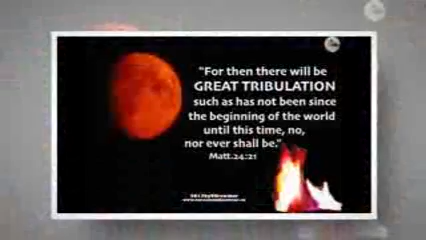 "For then there will be
GREAT TRIBULATION
such as has not been since
the beginning of the world
until this time, no,
nor ever shall be."
Matt.24:21